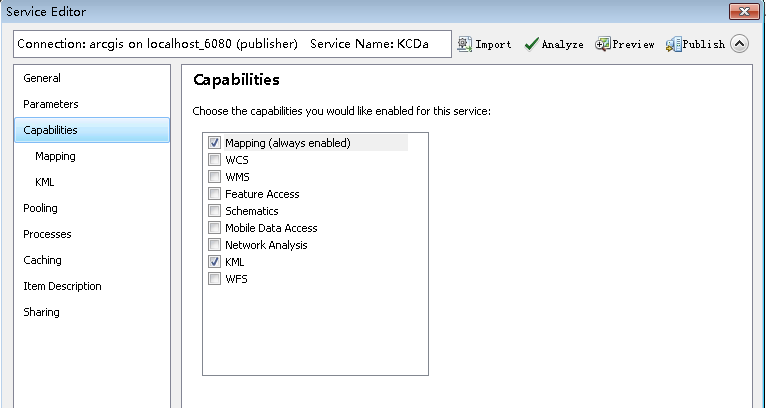 Service Editor
Connection: arcgis on localhost_6080 (publisher) Service Name: KCDa Import Analyze Preview Publish
General
Parameters
Capabilities
Mapping
KML
Pooling
Processes
Caching
Item Description
Sharing
Capabilities
Choose the capabilities you would like enabled for this service:
Mapping (always enabled)
WCS
WMS
Feature Access
Schematics
Mobile Data Access
Network Analysis
KML
WFS